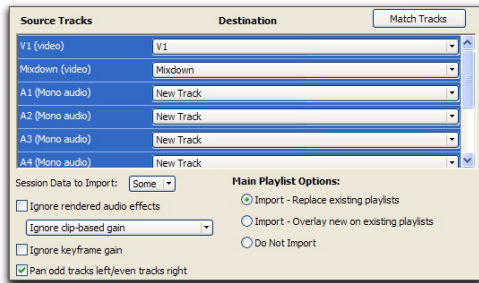 Source Tracks Destination Match Tracks
V1 (video) V1
Mixdown (video) Mixdown
A1 (Mono audio) New Track
A2 (Mono audio) New Track
A3 (Mono audio) New Track
A4 (Mono audio) New Track
Session Data to Import: Some Main Playlist Options:
Ignore rendered audio effects Import - Replace existing playlists
Ignore clip-based gain Import - Overlay new on existing playlists
Ignore keyframe gain Do Not Import
Pan odd tracks left/even tracks right